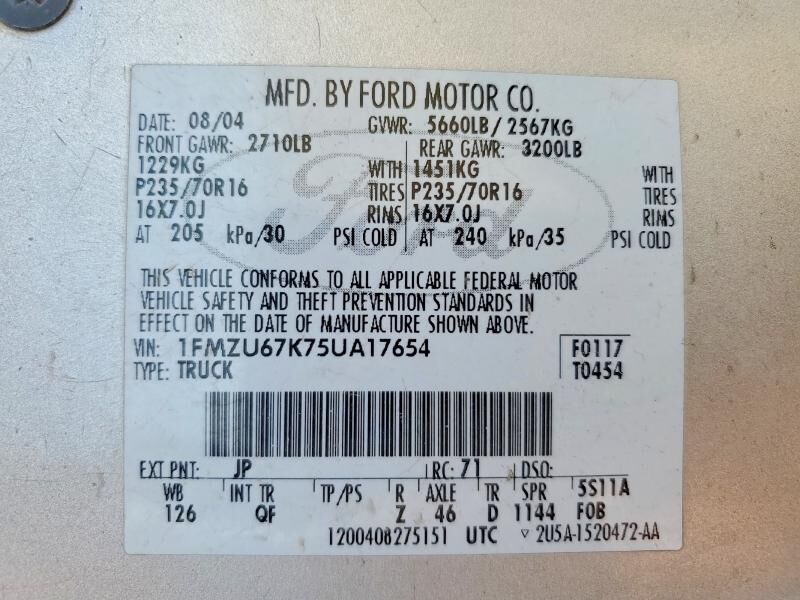 MFD. BY FORD MOTOR CO.
DATE: 08/04 GVWR: 5660LB/ 2567KG
FRONT GAWR: 2710LB REAR GAWR: 3200LB
1229KG WITH 1451KG WITH
P235/70R16 TIRES P235/70R16 TIRES
16X7.0J RIMS 16X7.0J RIMS
AT 205 kPa/30 PSI COLD AT 240 kPa/35 PSI COLD
Ford
THIS VEHICLE CONFORMS TO ALL APPLICABLE FEDERAL MOTOR
VEHICLE SAFETY AND THEFT PREVENTION STANDARDS IN
EFFECT ON THE DATE OF MANUFACTURE SHOWN ABOVE.
VIN: 1FMZU67K75UA17654 F0117
TYPE: TRUCK T0454
EXT PNT: JP RC: 71 DSO:
WB INT TR TP/PS R AXLE TR SPR 5S11A
126 QF Z 46 D 1144 FOB
1200408275151 UTC ▽ 2U5A-1520472-AA